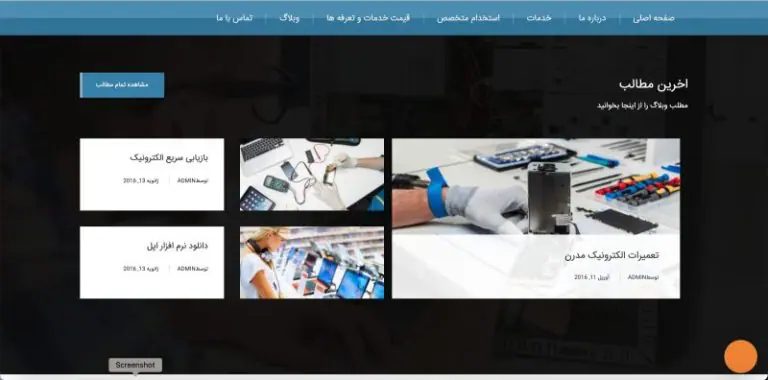 صفحه اصلی
درباره ما
خدمات
استخدام متخصص
قیمت خدمات و تعرفه ها
وبلاگ
تماس با ما
اخرین مطالب
مطلب وبلاگ را از اینجا بخوانید
مشاهده تمام مطالب
تعمیرات الکترونیک مدرن
توسطADMIN
آوریل 11, 2016
بازیابی سریع الکترونیک
توسطADMIN
ژانویه 13, 2016
دانلود نرم افزار اپل
توسطADMIN
ژانویه 13, 2016
Screenshot